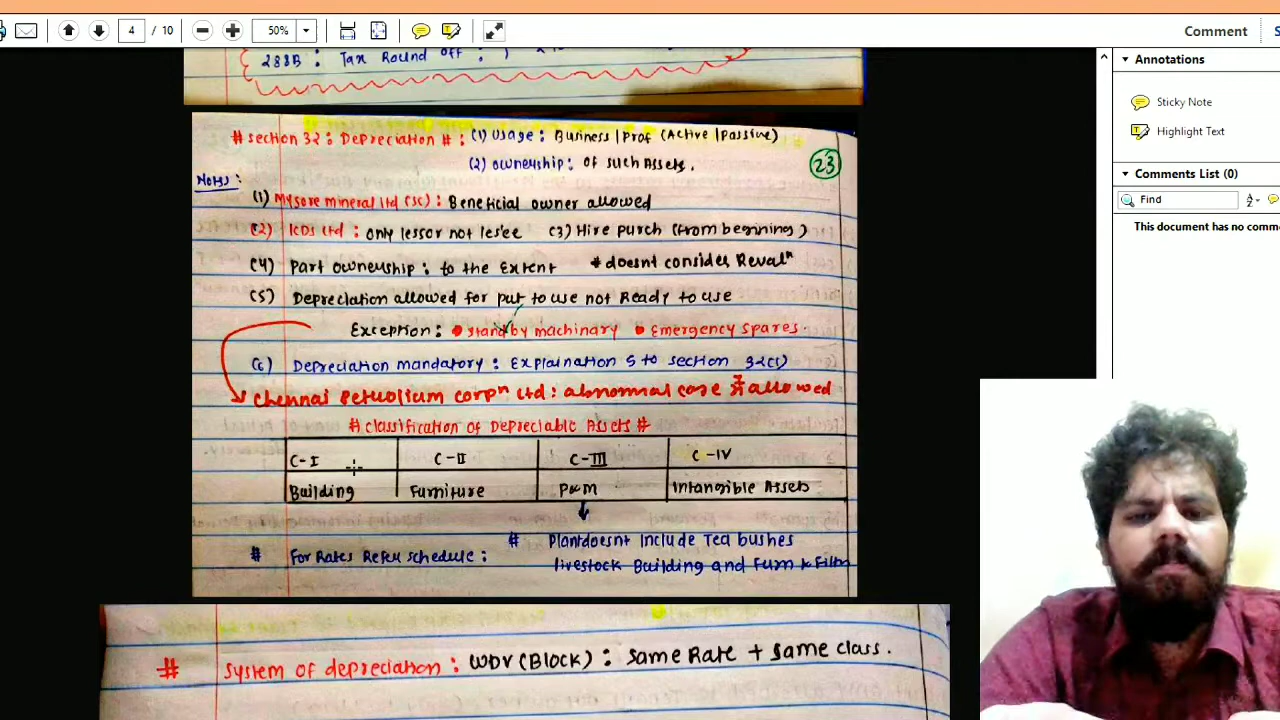 4 / 10
50%
Comment
288B : Tax Round off :
Annotations
Sticky Note
Highlight Text
Comments List (0)
Find
This document has no comm
# section 32: Depreciation # : (1) Usage : Business | Prof (Active | Passive)
(2) ownership : of such Assets.
23
Notes :
(1) Mysore mineral ltd (SC) : Beneficial owner allowed
(2) ICDS Ltd : only lessor not lesee (3) Hire purch (from beginning)
(4) Part ownership : to the Extent * doesnt consider Revalⁿ
(5) Depreciation allowed for put to use not Ready to use
Exception : • stand by machinary • Emergency spares.
(6) Depreciation mandatory : Explaination 5 to section 32(1)
Chennai Petrolium corpⁿ Ltd : abnormal case allowed
# classification of Depreciable Assets #
C-I C-II C-III C-IV
Building Furniture P&M Intangible Assets
# For Rates Refer schedule :
# Plant doesnt include Tea bushes
livestock Building and Furn & Fittn
# System of depreciation : WDV (Block) : Same Rate + Same class.